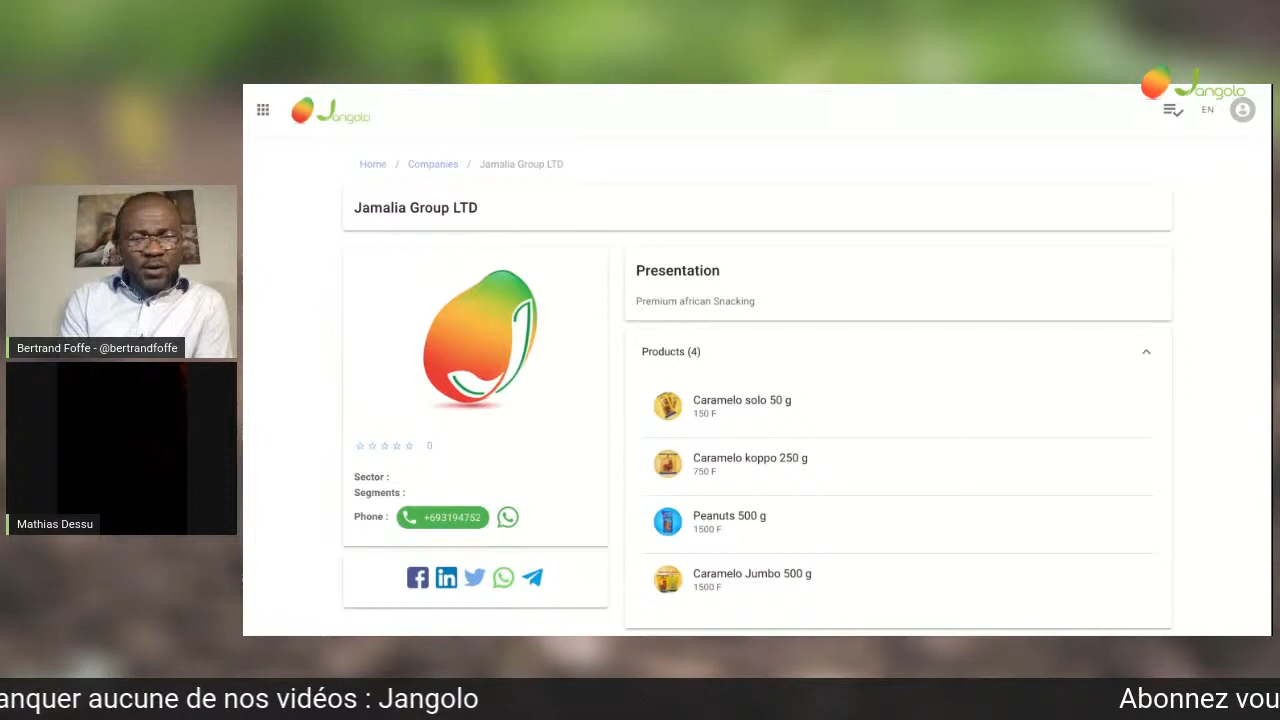 Jangolo
Jangolo
EN
Home / Companies / Jamalia Group LTD
Jamalia Group LTD
Presentation
Premium african Snacking
Products (4)
Caramelo solo 50 g
150 F
Caramelo koppo 250 g
750 F
Peanuts 500 g
1500 F
Caramelo Jumbo 500 g
1500 F
0
Sector :
Segments :
Phone : +693194752
Bertrand Foffe - @bertrandfoffe
Mathias Dessu
anquer aucune de nos vidéos : Jangolo
Abonnez vou